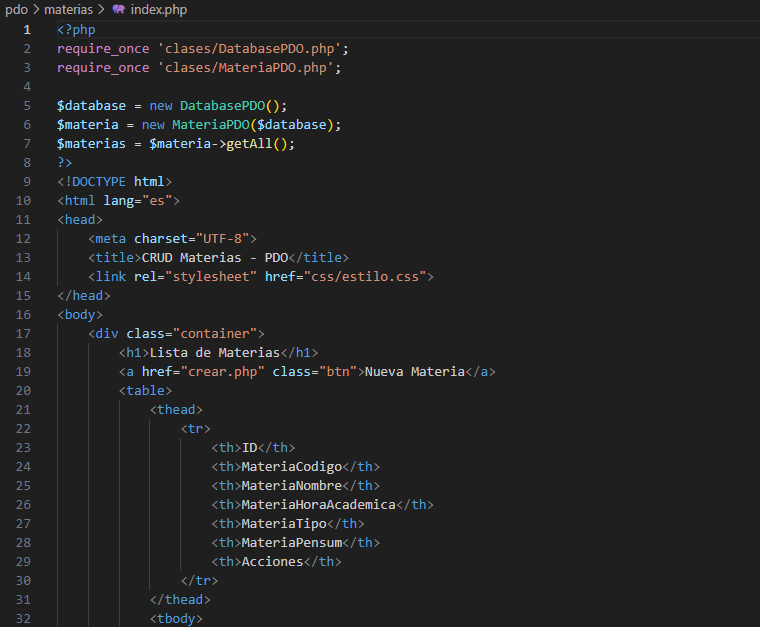 pdo > materias > index.php
1 <?php
2 require_once 'clases/DatabasePDO.php';
3 require_once 'clases/MateriaPDO.php';
4
5 $database = new DatabasePDO();
6 $materia = new MateriaPDO($database);
7 $materias = $materia->getAll();
8 ?>
9 <!DOCTYPE html>
10 <html lang="es">
11 <head>
12     <meta charset="UTF-8">
13     <title>CRUD Materias - PDO</title>
14     <link rel="stylesheet" href="css/estilo.css">
15 </head>
16 <body>
17     <div class="container">
18         <h1>Lista de Materias</h1>
19         <a href="crear.php" class="btn">Nueva Materia</a>
20         <table>
21             <thead>
22                 <tr>
23                     <th>ID</th>
24                     <th>MateriaCodigo</th>
25                     <th>MateriaNombre</th>
26                     <th>MateriaHoraAcademica</th>
27                     <th>MateriaTipo</th>
28                     <th>MateriaPensum</th>
29                     <th>Acciones</th>
30                 </tr>
31             </thead>
32             <tbody>